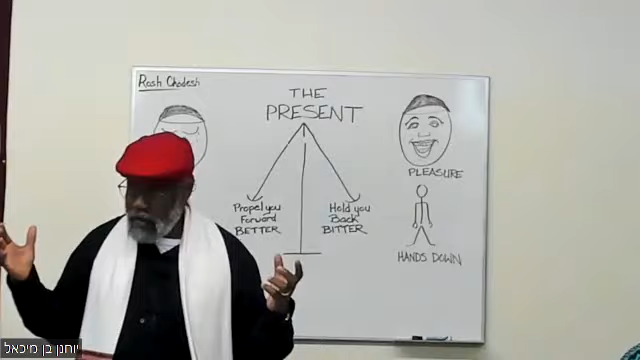 Rosh Chodesh
THE
PRESENT
Propel you
Forward
BETTER
Hold you
Back
BITTER
PLEASURE
HANDS DOWN
יוחנן בן מיכאל